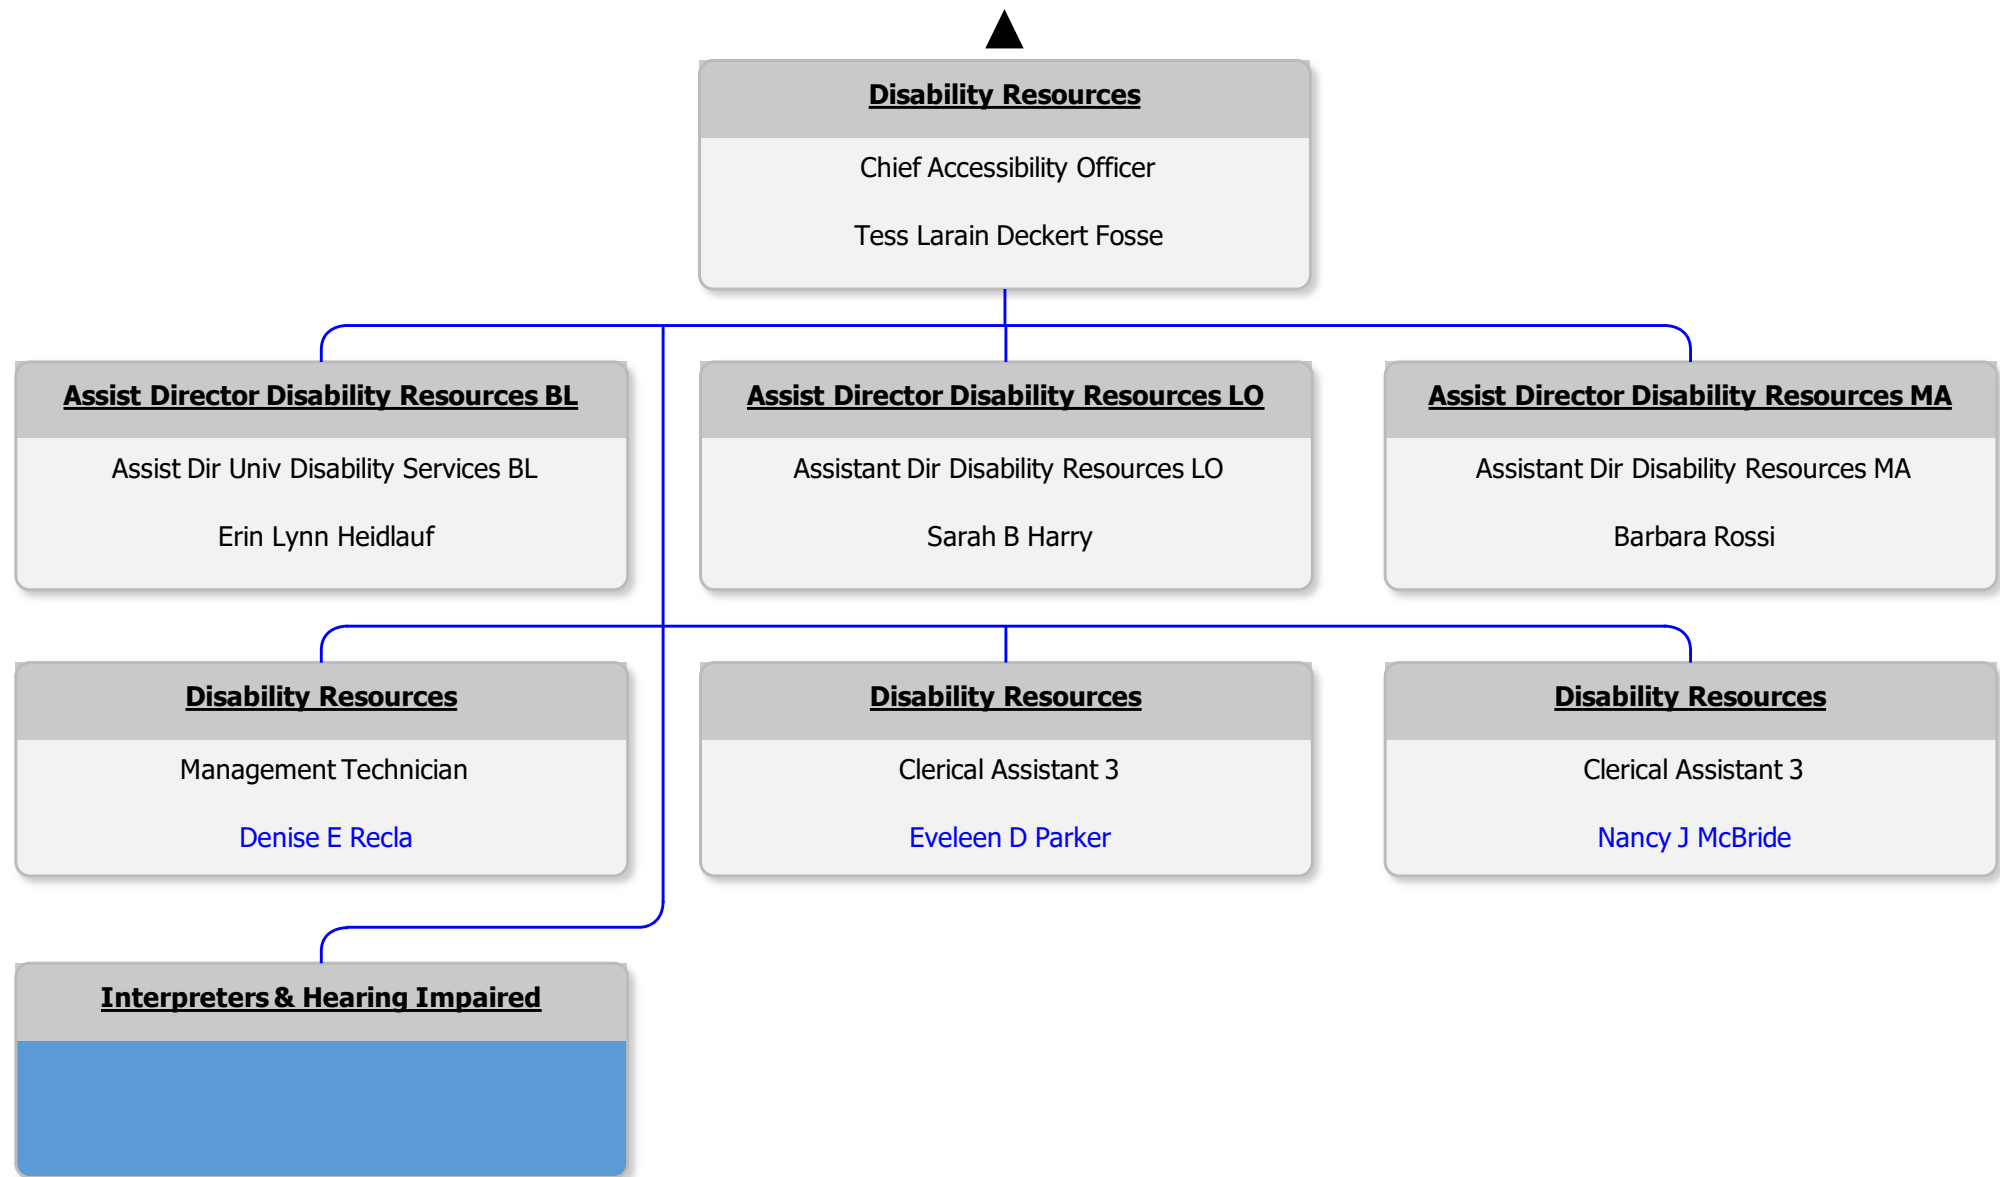 Disability Resources
Chief Accessibility Officer
Tess Larain Deckert Fosse
Assist Director Disability Resources BL
Assist Dir Univ Disability Services BL
Erin Lynn Heidlauf
Assist Director Disability Resources LO
Assistant Dir Disability Resources LO
Sarah B Harry
Assist Director Disability Resources MA
Assistant Dir Disability Resources MA
Barbara Rossi
Disability Resources
Management Technician
Denise E Recla
Disability Resources
Clerical Assistant 3
Eveleen D Parker
Disability Resources
Clerical Assistant 3
Nancy J McBride
Interpreters & Hearing Impaired